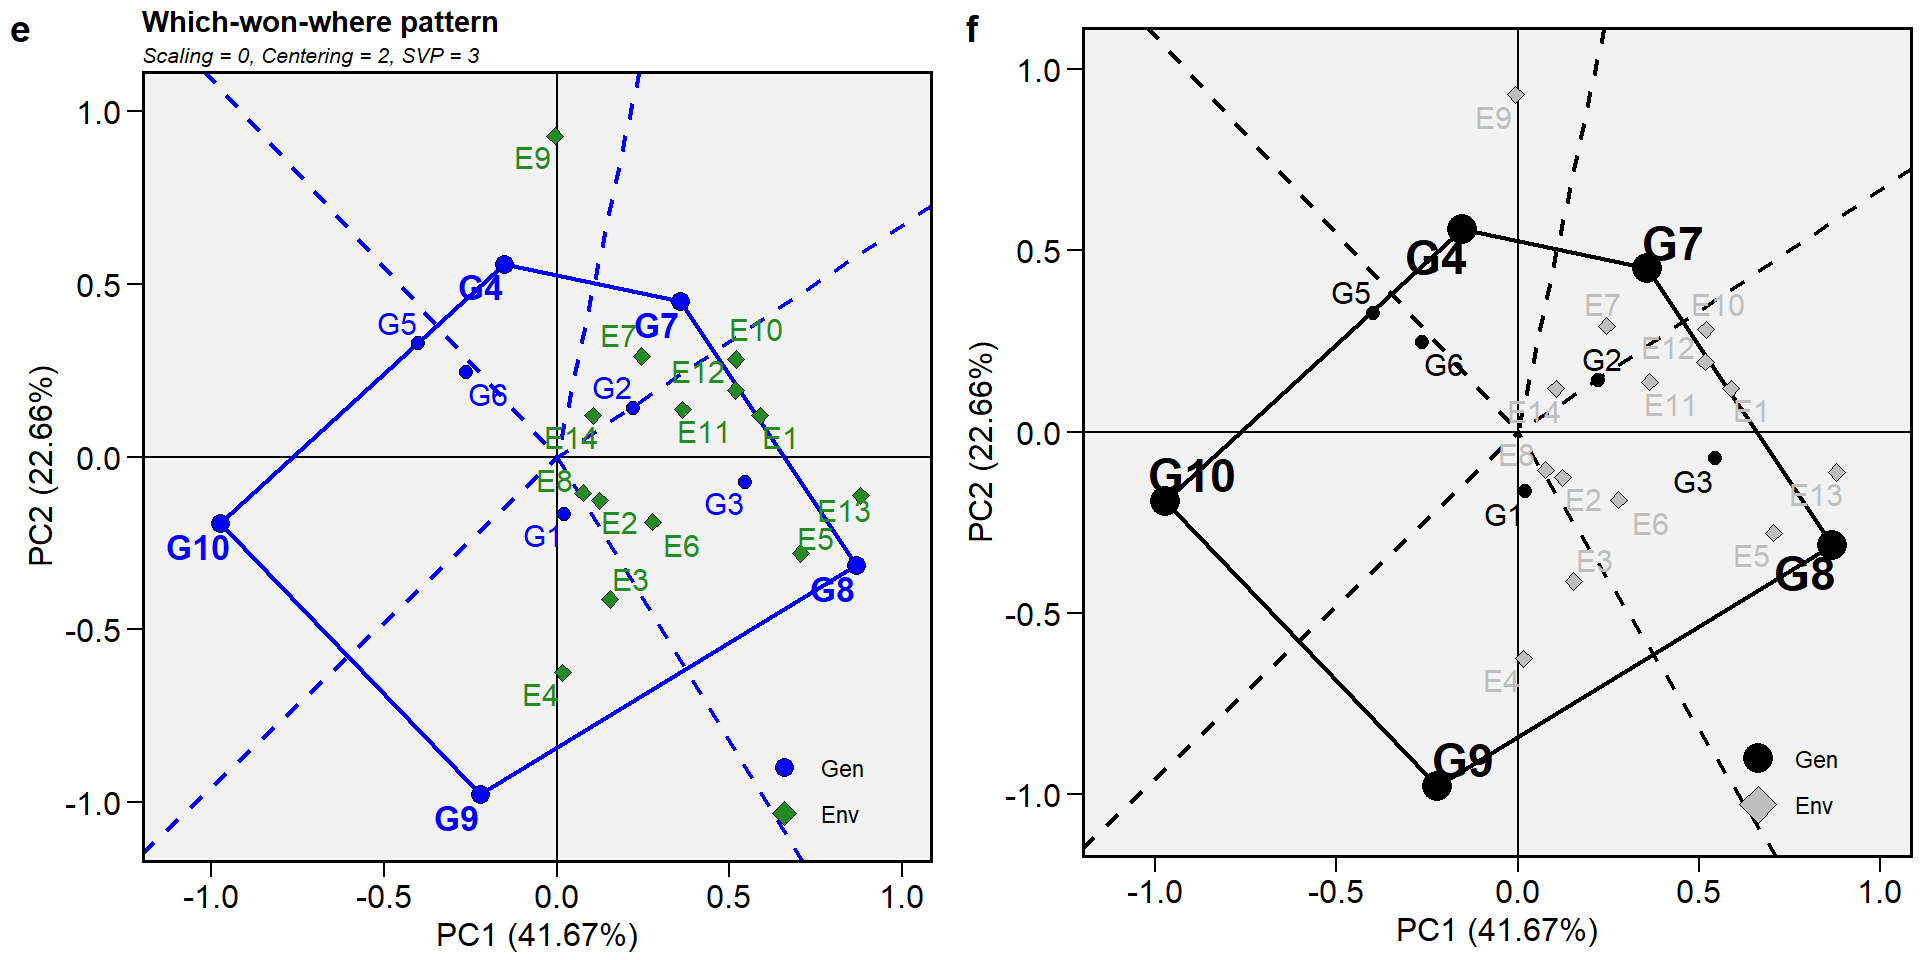 e
Which-won-where pattern
Scaling = 0, Centering = 2, SVP = 3
1.0
0.5
0.0
-0.5
-1.0
PC2 (22.66%)
E9
G4
G5
G6
G7
E7
E10
E12
G2
E11
E14
E1
E8
G3
E13
G1
E2
E6
E5
G10
E3
G8
E4
G9
Gen
Env
-1.0 -0.5 0.0 0.5 1.0
PC1 (41.67%)
f
1.0
0.5
0.0
-0.5
-1.0
PC2 (22.66%)
E9
G4
G7
G5
E7
E10
G6
G2
E12
E11
E14
E1
E8
G10
G3
E13
G1
E2
E6
E5
E3
G8
E4
G9
Gen
Env
-1.0 -0.5 0.0 0.5 1.0
PC1 (41.67%)